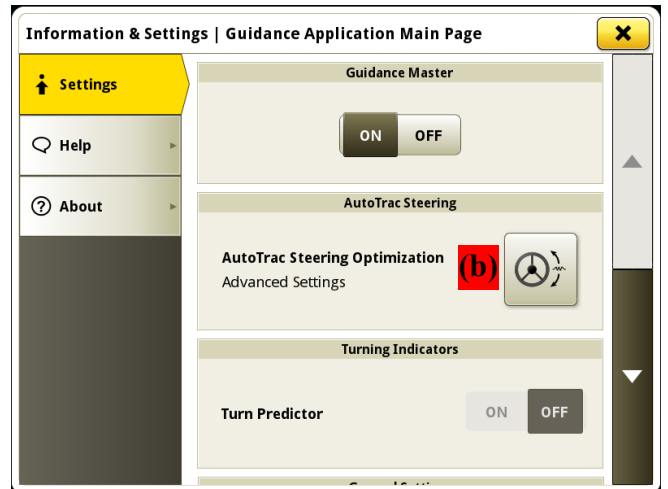 Information & Settings | Guidance Application Main Page
Settings
Help
About
Guidance Master
ON OFF
AutoTrac Steering
AutoTrac Steering Optimization
Advanced Settings
(b)
Turning Indicators
Turn Predictor
ON OFF